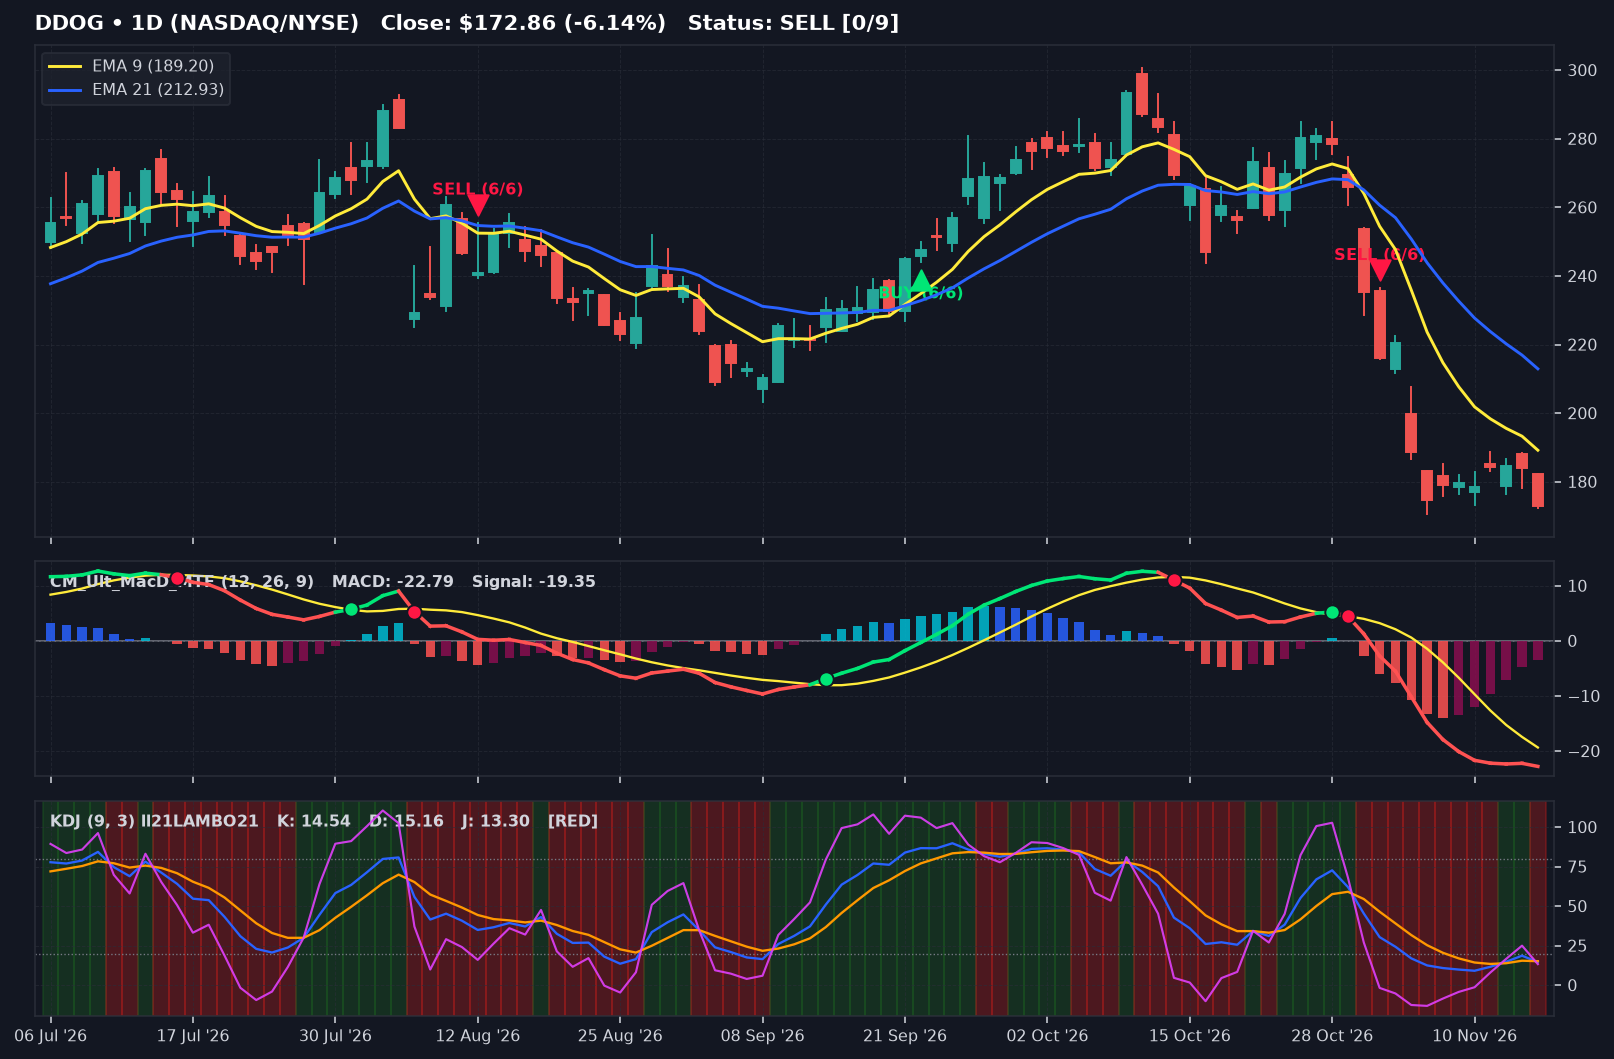 DDOG • 1D (NASDAQ/NYSE)   Close: $172.86 (-6.14%)   Status: SELL [0/9]
EMA 9 (189.20)
EMA 21 (212.93)
SELL (6/6)
BUY (6/6)
SELL (6/6)
300
280
260
240
220
200
180
CM_Ult_MacD_MTF (12, 26, 9)   MACD: -22.79   Signal: -19.35
10
0
−10
−20
KDJ (9, 3) ll21LAMBO21   K: 14.54   D: 15.16   J: 13.30   [RED]
100
75
50
25
0
06 Jul '26
17 Jul '26
30 Jul '26
12 Aug '26
25 Aug '26
08 Sep '26
21 Sep '26
02 Oct '26
15 Oct '26
28 Oct '26
10 Nov '26